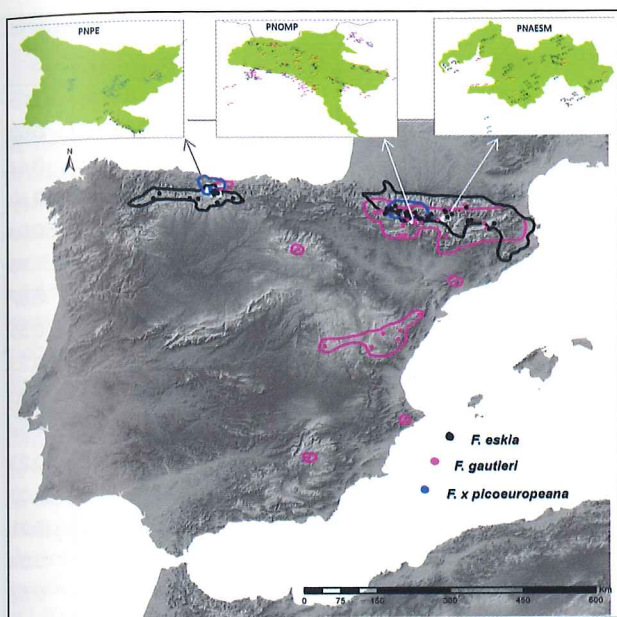 PNPE
PNOMP
PNAESM
N
F. eskia
F. gautieri
F. x picoeuropeana
Km
0 75 150 300 450 600